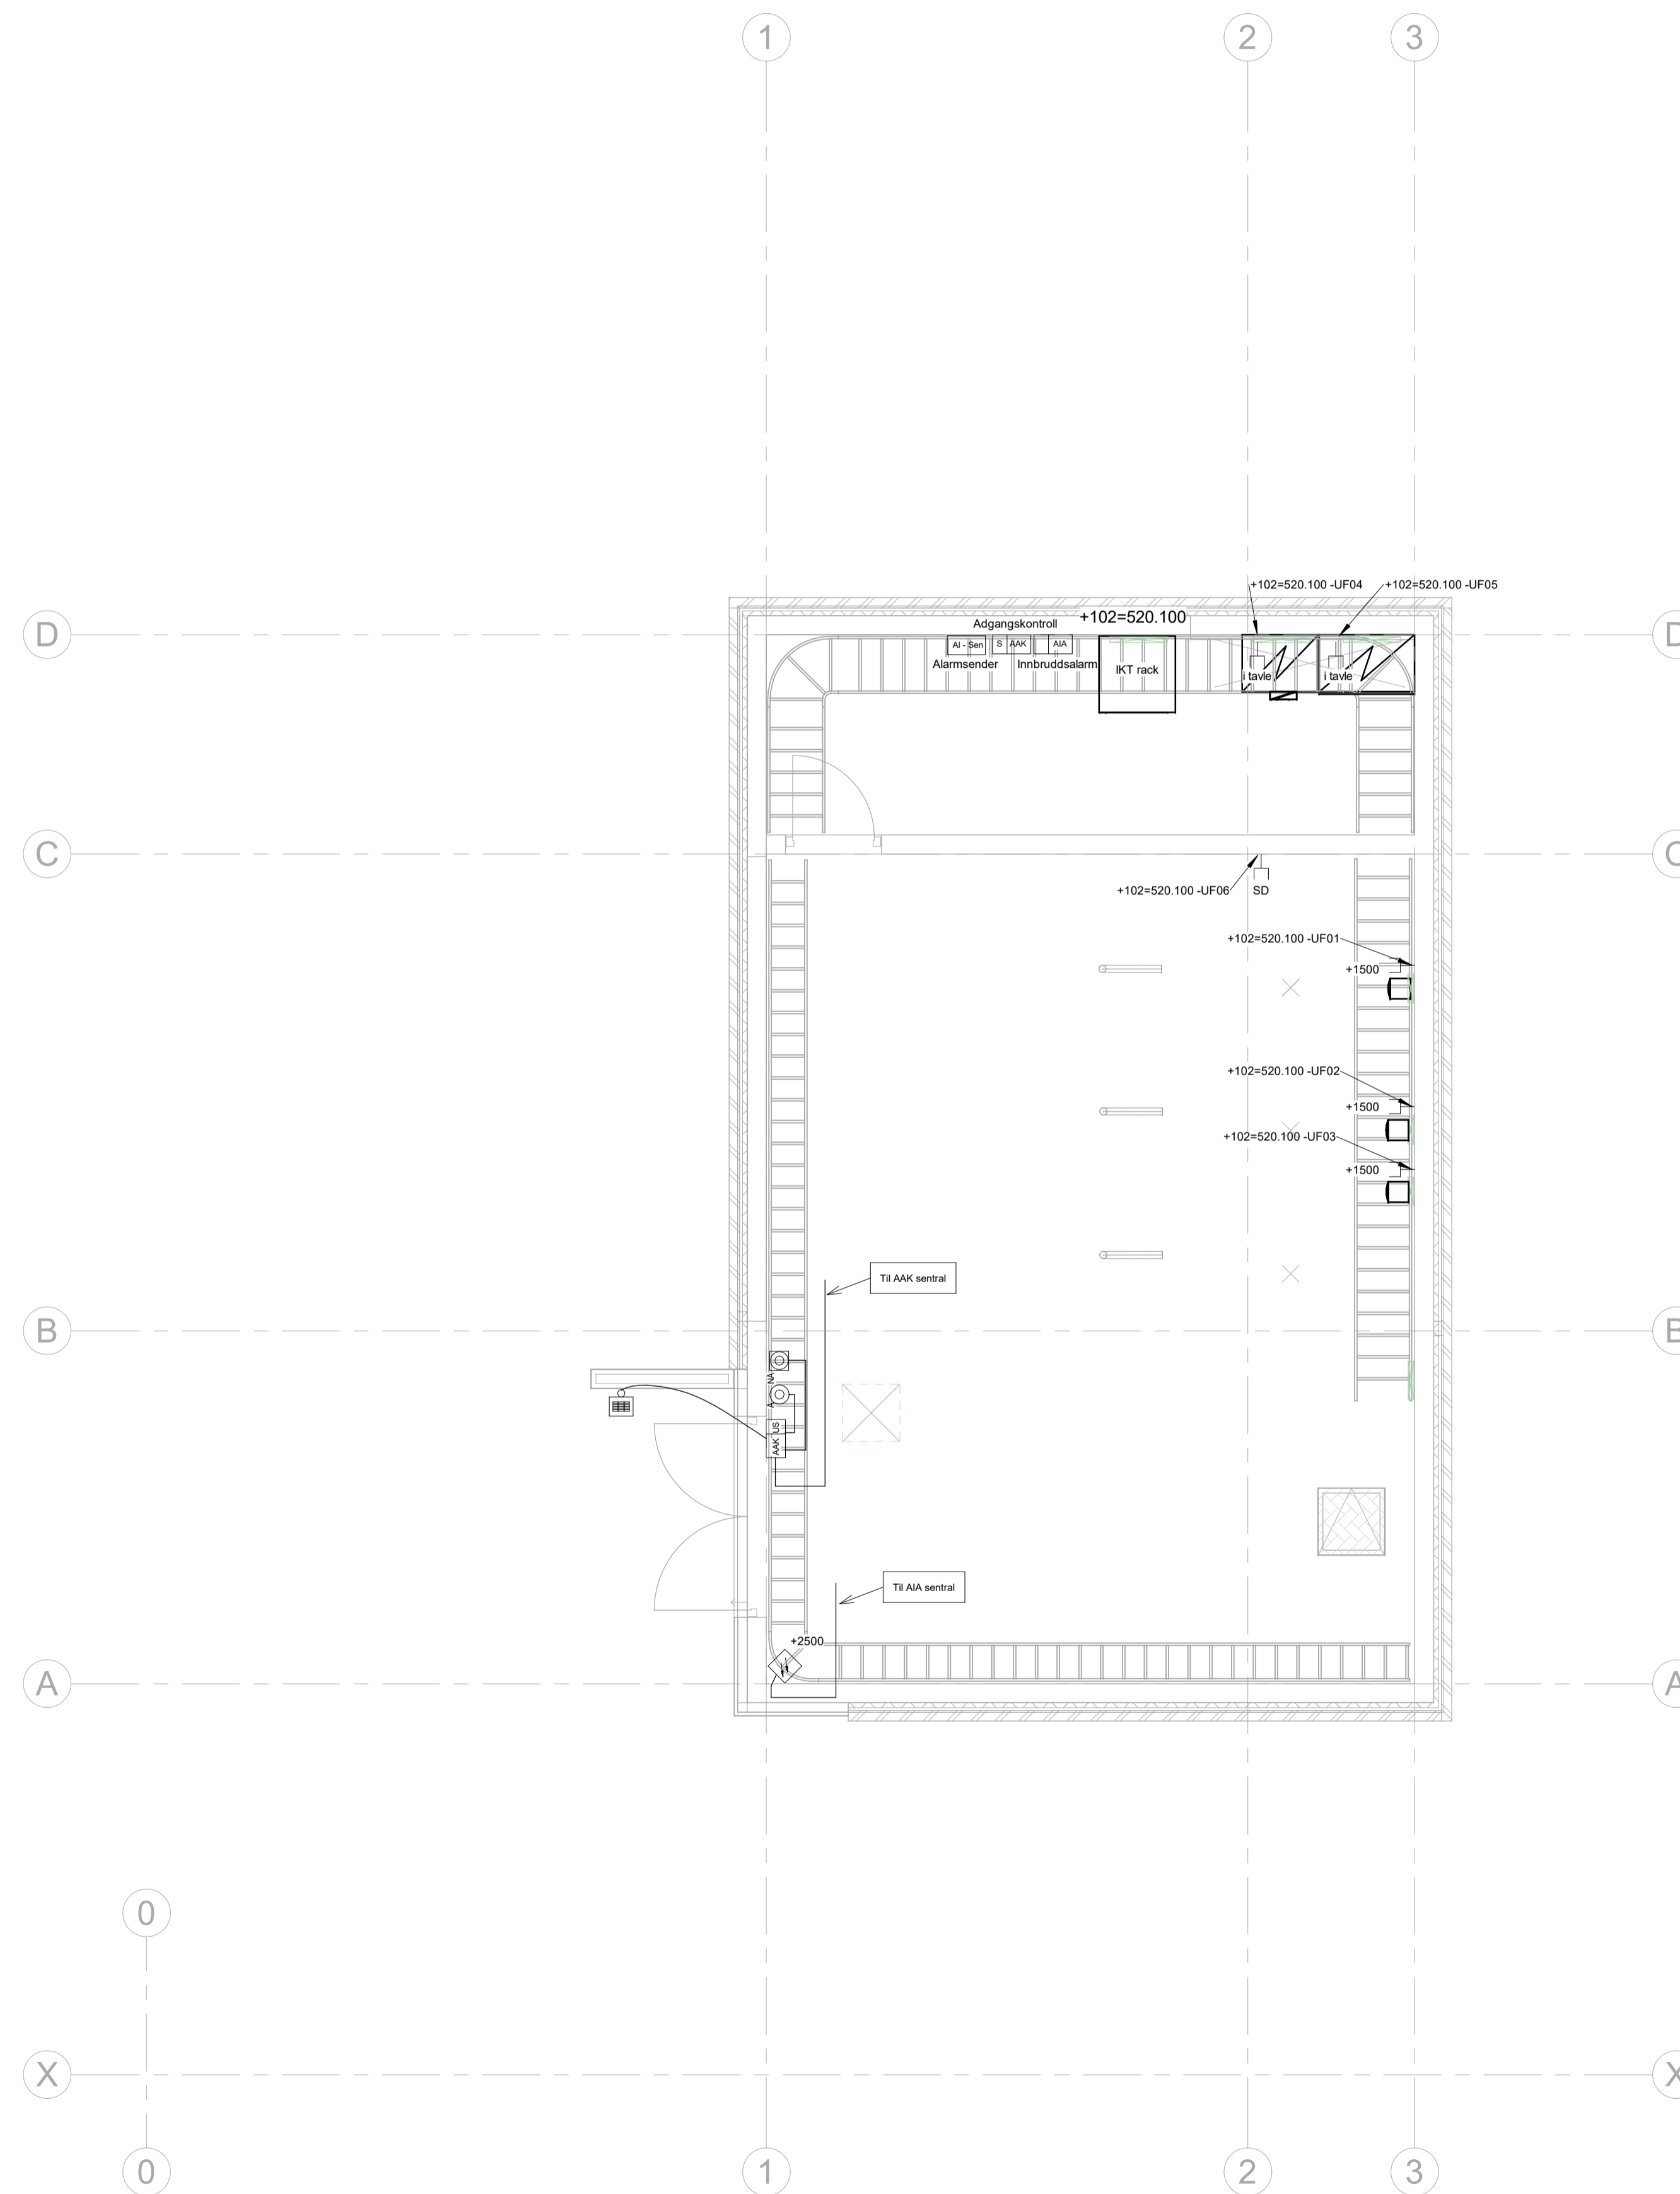 1
2
3
+102=520.100 -UF04
+102=520.100 -UF05
D
D
+102=520.100
Adgangskontroll
Al - Sen
S
AAK
AIA
Alarmsender
Innbruddsalarm
IKT rack
i tavle
i tavle
C
C
+102=520.100 -UF06
SD
+102=520.100 -UF01
+1500
+102=520.100 -UF02
+1500
+102=520.100 -UF03
+1500
Til AAK sentral
B
B
NÅ
A
US
AAK
Til AIA sentral
+2500
A
A
0
X
X
0
1
2
3